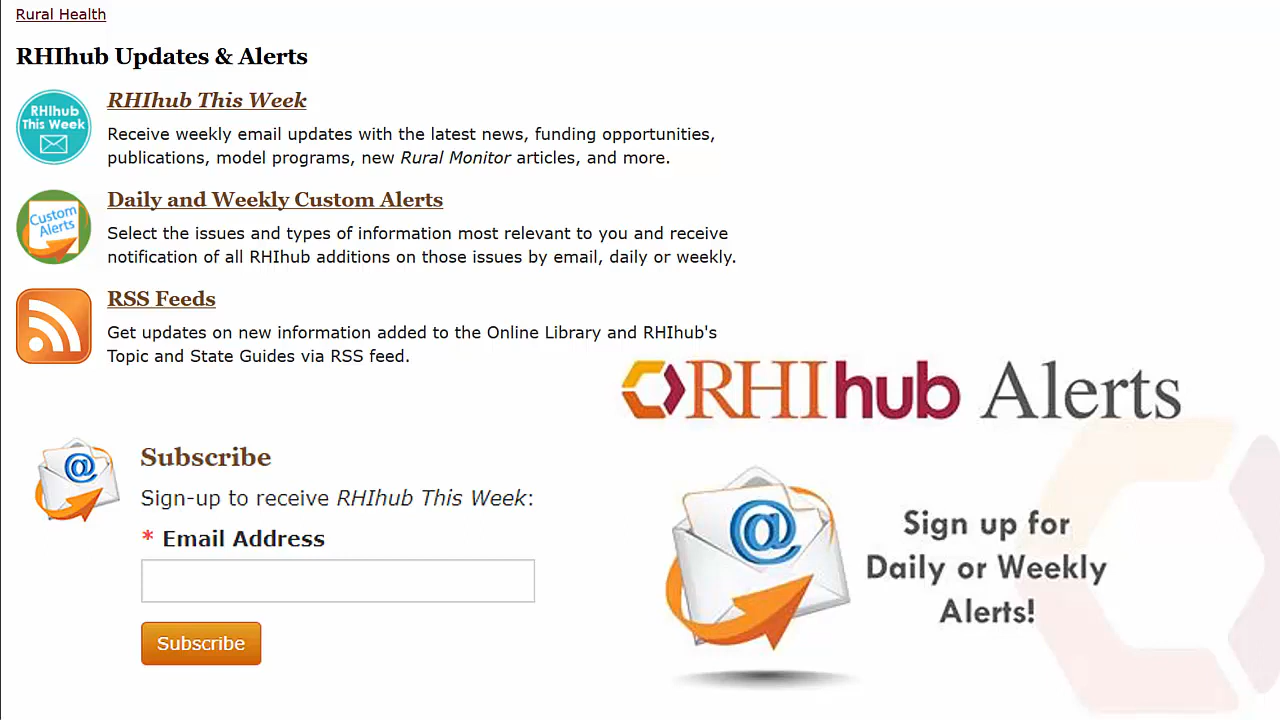 Rural Health
RHIhub Updates & Alerts
RHIhub
This Week
RHIhub This Week
Receive weekly email updates with the latest news, funding opportunities,
publications, model programs, new Rural Monitor articles, and more.
Custom
Alerts
Daily and Weekly Custom Alerts
Select the issues and types of information most relevant to you and receive
notification of all RHIhub additions on those issues by email, daily or weekly.
RSS Feeds
Get updates on new information added to the Online Library and RHIhub's
Topic and State Guides via RSS feed.
RHIhub Alerts
@
Subscribe
Sign-up to receive RHIhub This Week:
* Email Address
Subscribe
@
Sign up for
Daily or Weekly
Alerts!